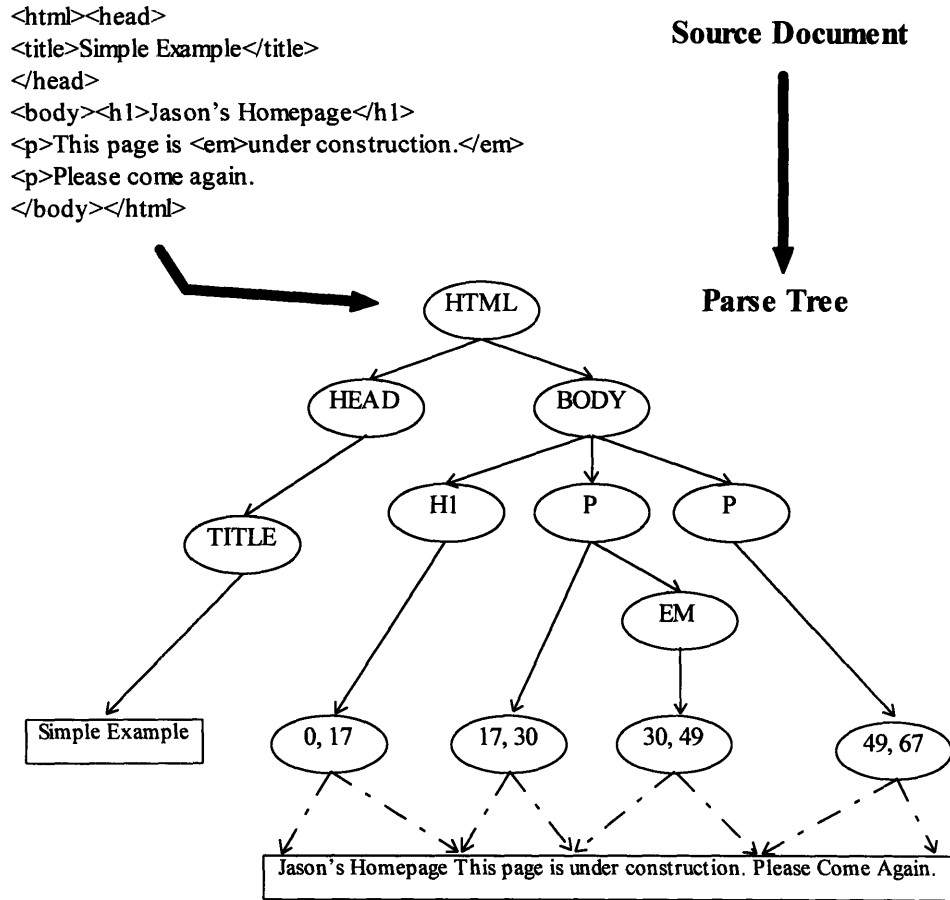 <html><head>
<title>Simple Example</title>
</head>
<body><h1>Jason's Homepage</h1>
<p>This page is <em>under construction.</em>
<p>Please come again.
</body></html>
Source Document
Parse Tree
HTML
HEAD
BODY
H1
P
P
TITLE
EM
Simple Example
0, 17
17, 30
30, 49
49, 67
Jason's Homepage This page is under construction. Please Come Again.